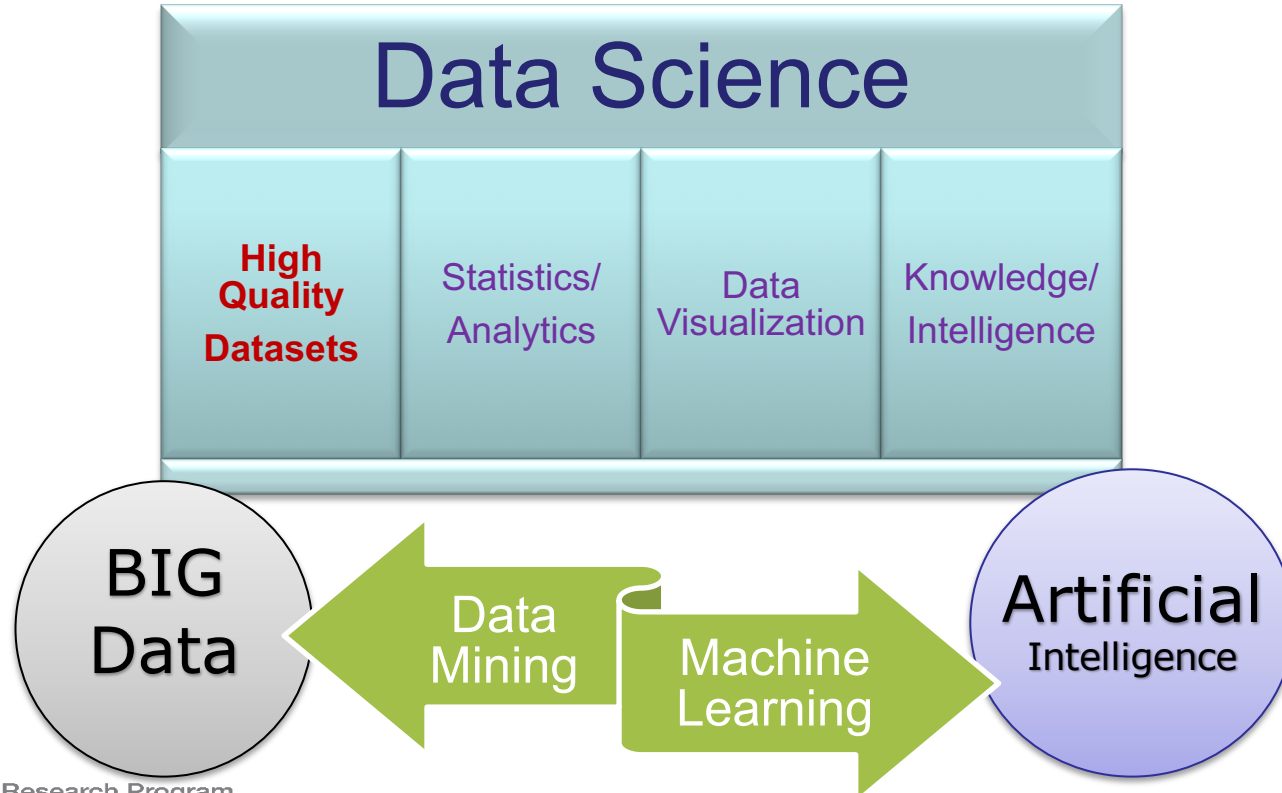 Data Science
High
Quality
Datasets
Statistics/
Analytics
Data
Visualization
Knowledge/
Intelligence
BIG
Data
Data
Mining
Machine
Learning
Artificial
Intelligence
Research Program